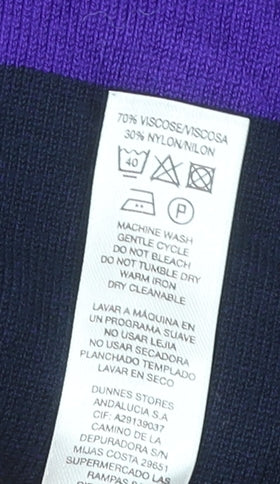 70% VISCOSE/VISCOSA
30% NYLON/NILON
40
P
MACHINE WASH
GENTLE CYCLE
DO NOT BLEACH
DO NOT TUMBLE DRY
WARM IRON
DRY CLEANABLE
LAVAR A MÁQUINA EN
UN PROGRAMA SUAVE
NO USAR LEJIA
NO USAR SECADORA
PLANCHADO TEMPLADO
LAVAR EN SECO
DUNNES STORES
ANDALUCIA S.A
CIF: A29139037
CAMINO DE LA
DEPURADORA S/N
MIJAS COSTA 29651
SUPERMERCADO LAS
RAMPAS